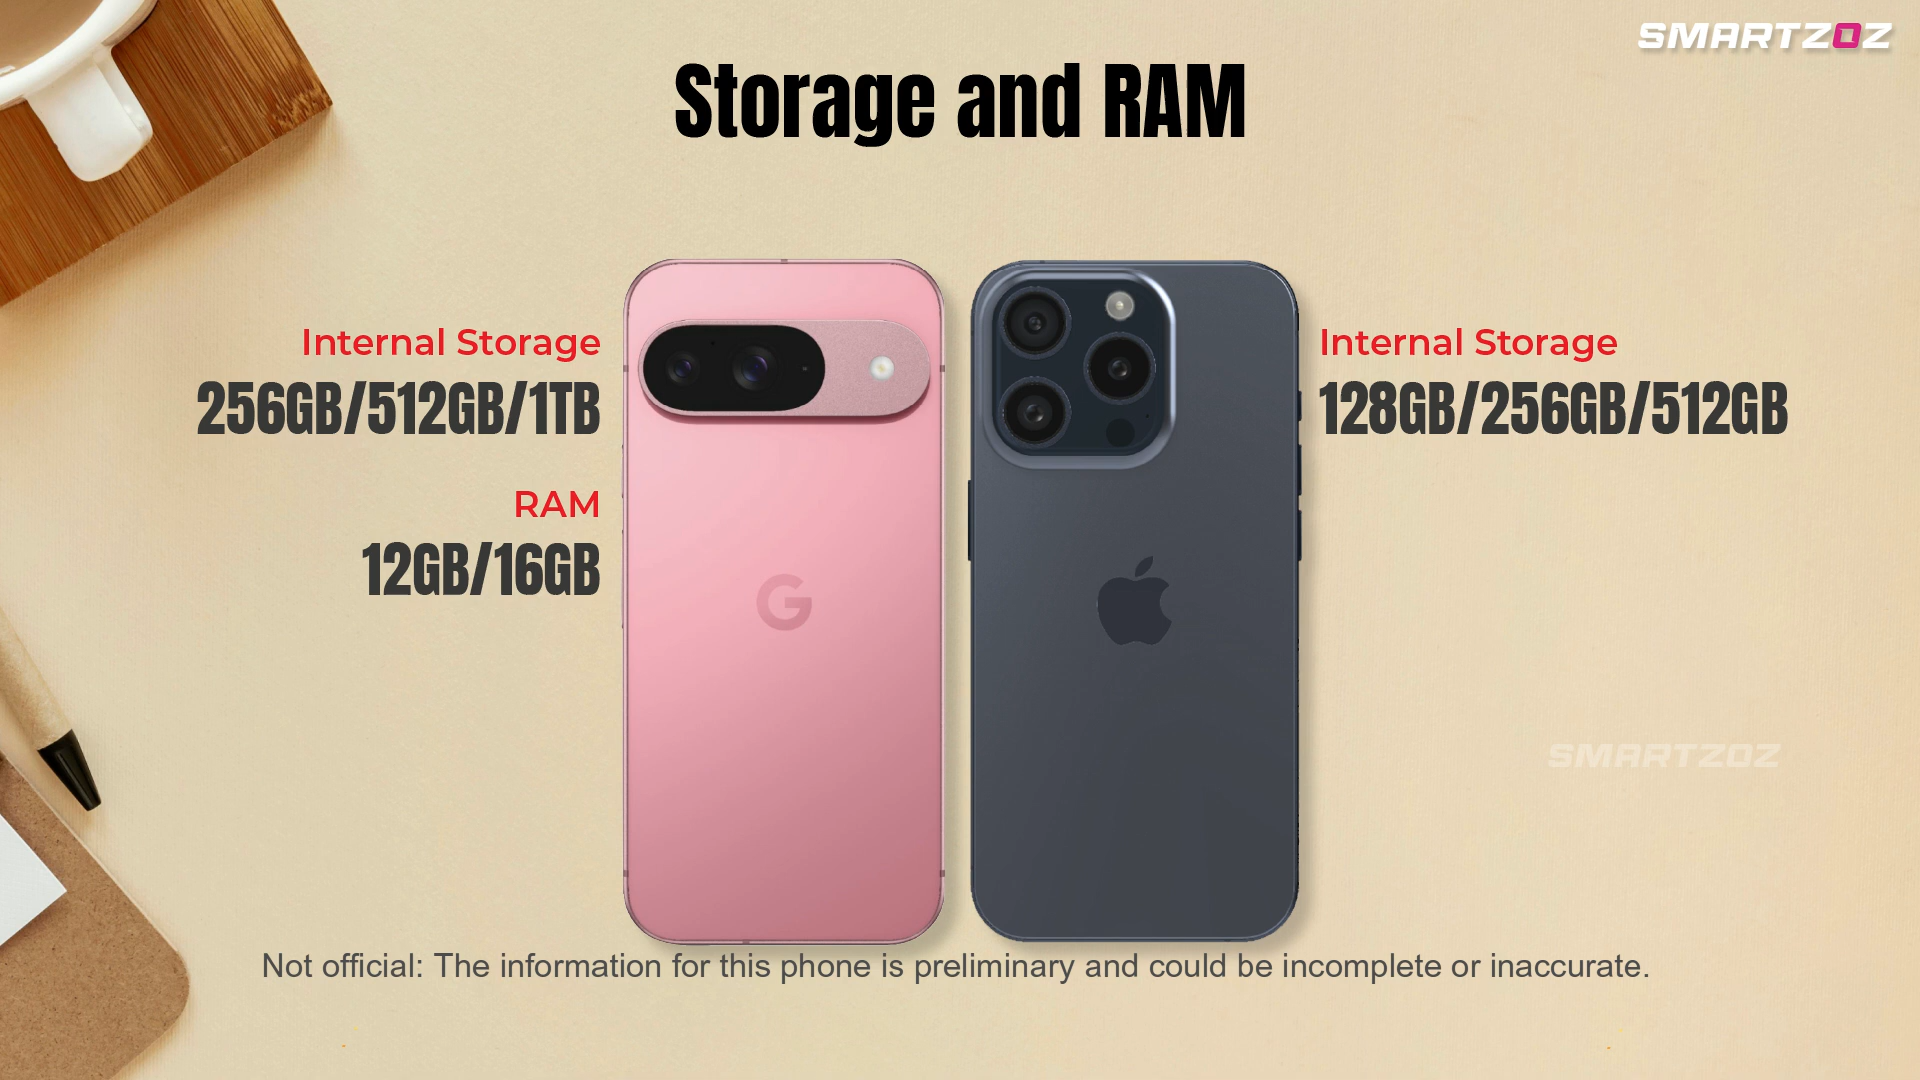 SMARTZOZ
Storage and RAM
Internal Storage
256GB/512GB/1TB
RAM
12GB/16GB
G
Internal Storage
128GB/256GB/512GB
SMARTZOZ
Not official: The information for this phone is preliminary and could be incomplete or inaccurate.